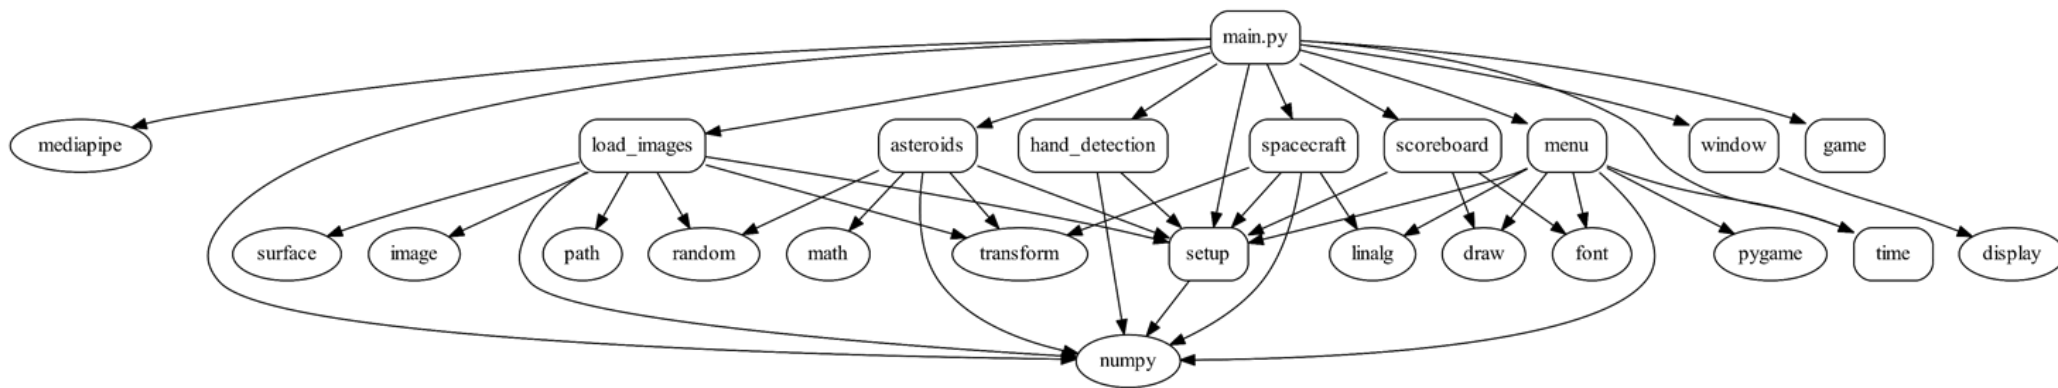 main.py
mediapipe
load_images
asteroids
hand_detection
spacecraft
scoreboard
menu
window
game
surface
image
path
random
math
transform
setup
linalg
draw
font
pygame
time
display
numpy